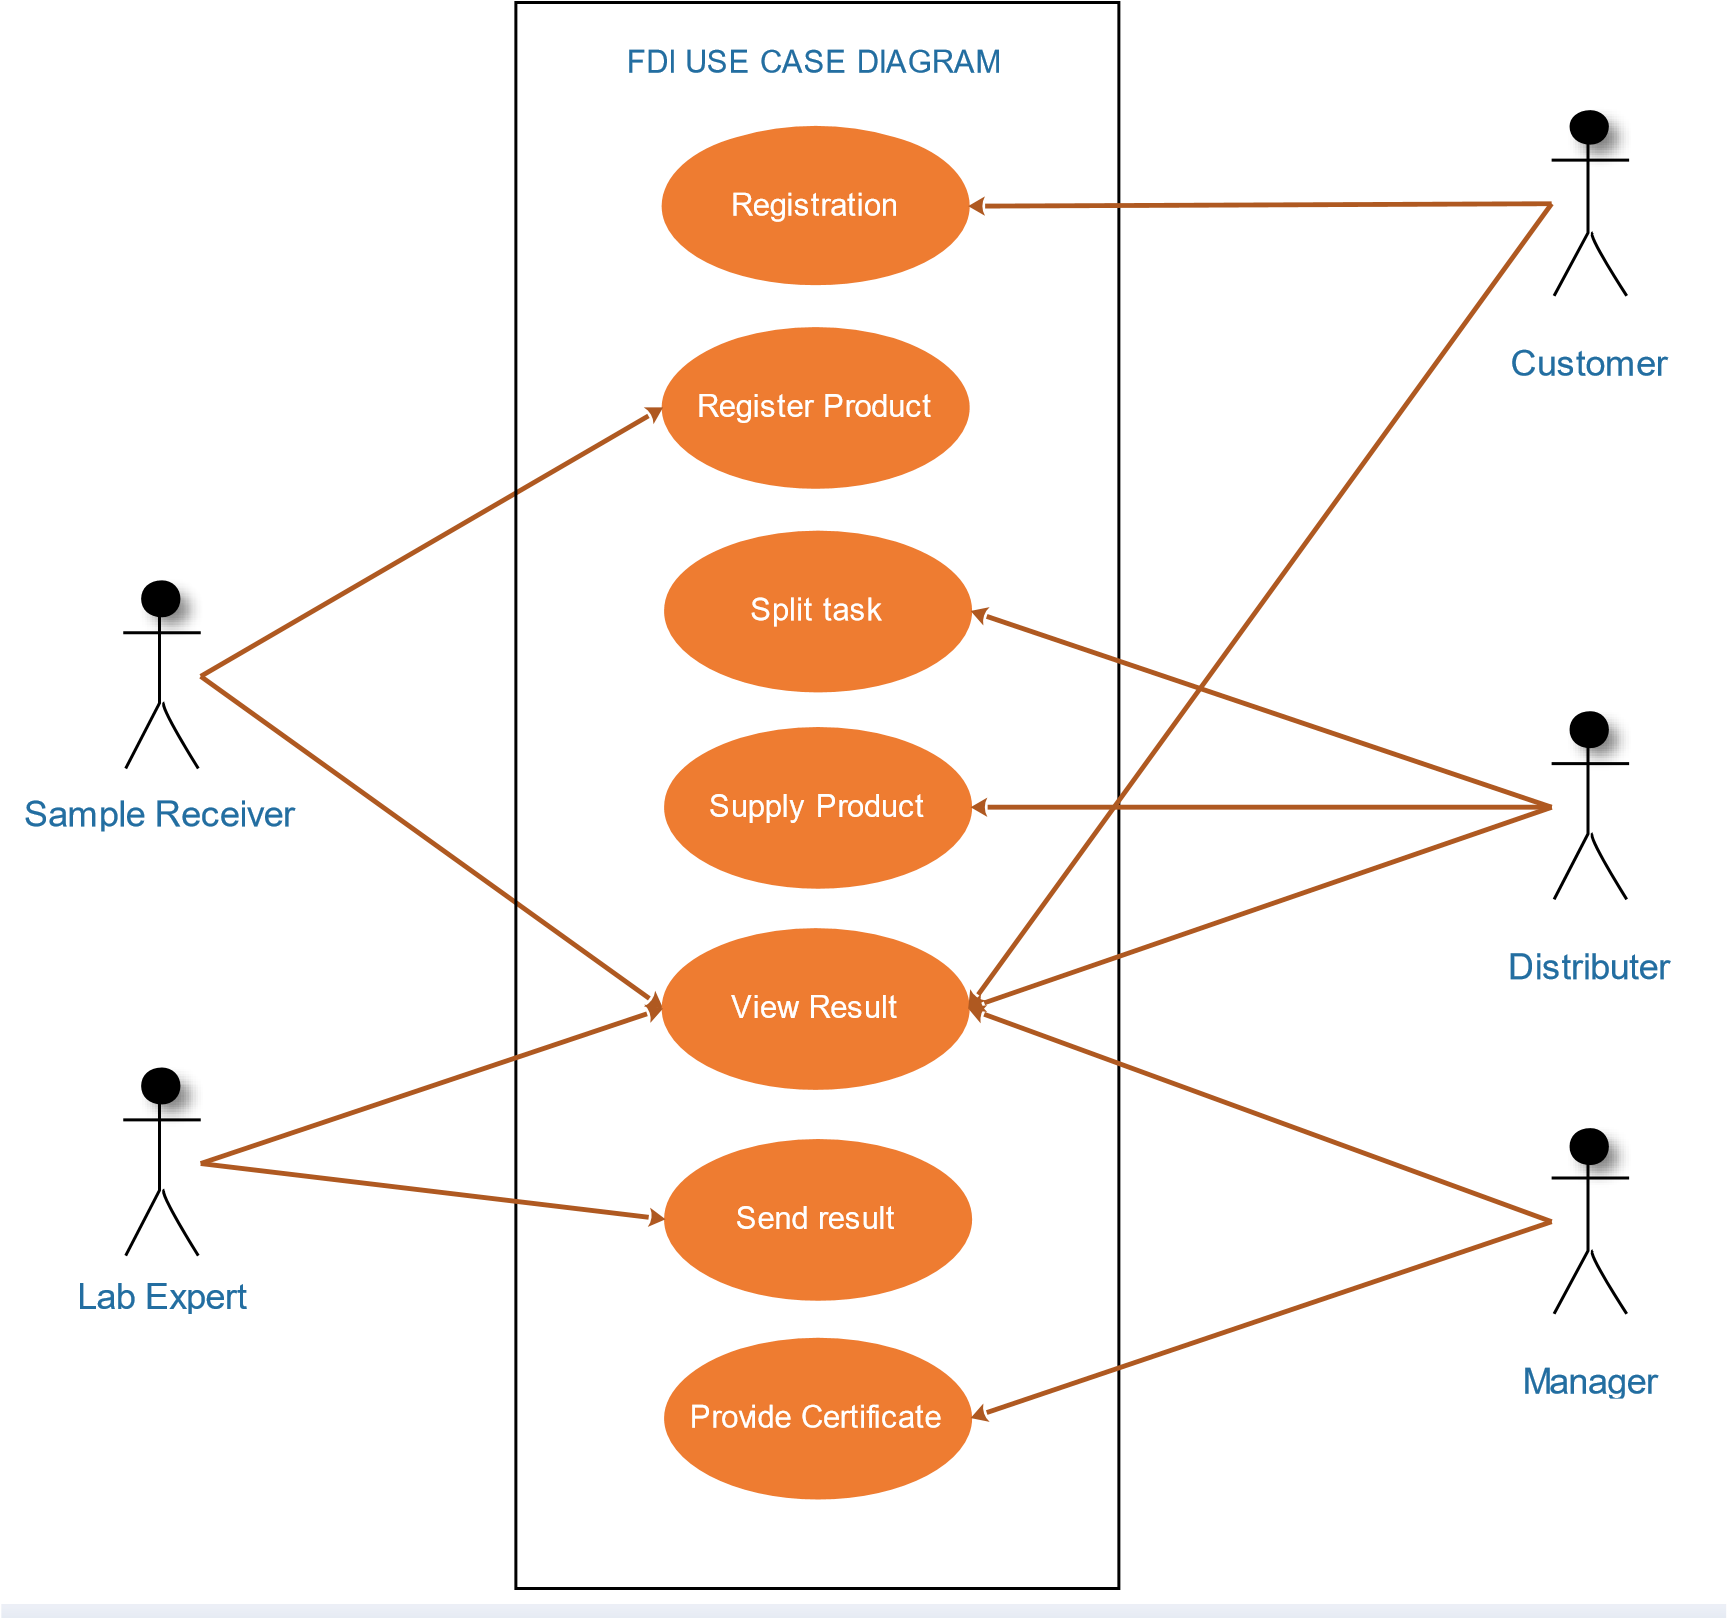 FDI USE CASE DIAGRAM
Registration
Customer
Register Product
Split task
Supply Product
Sample Receiver
Distributer
View Result
Send result
Lab Expert
Manager
Provide Certificate